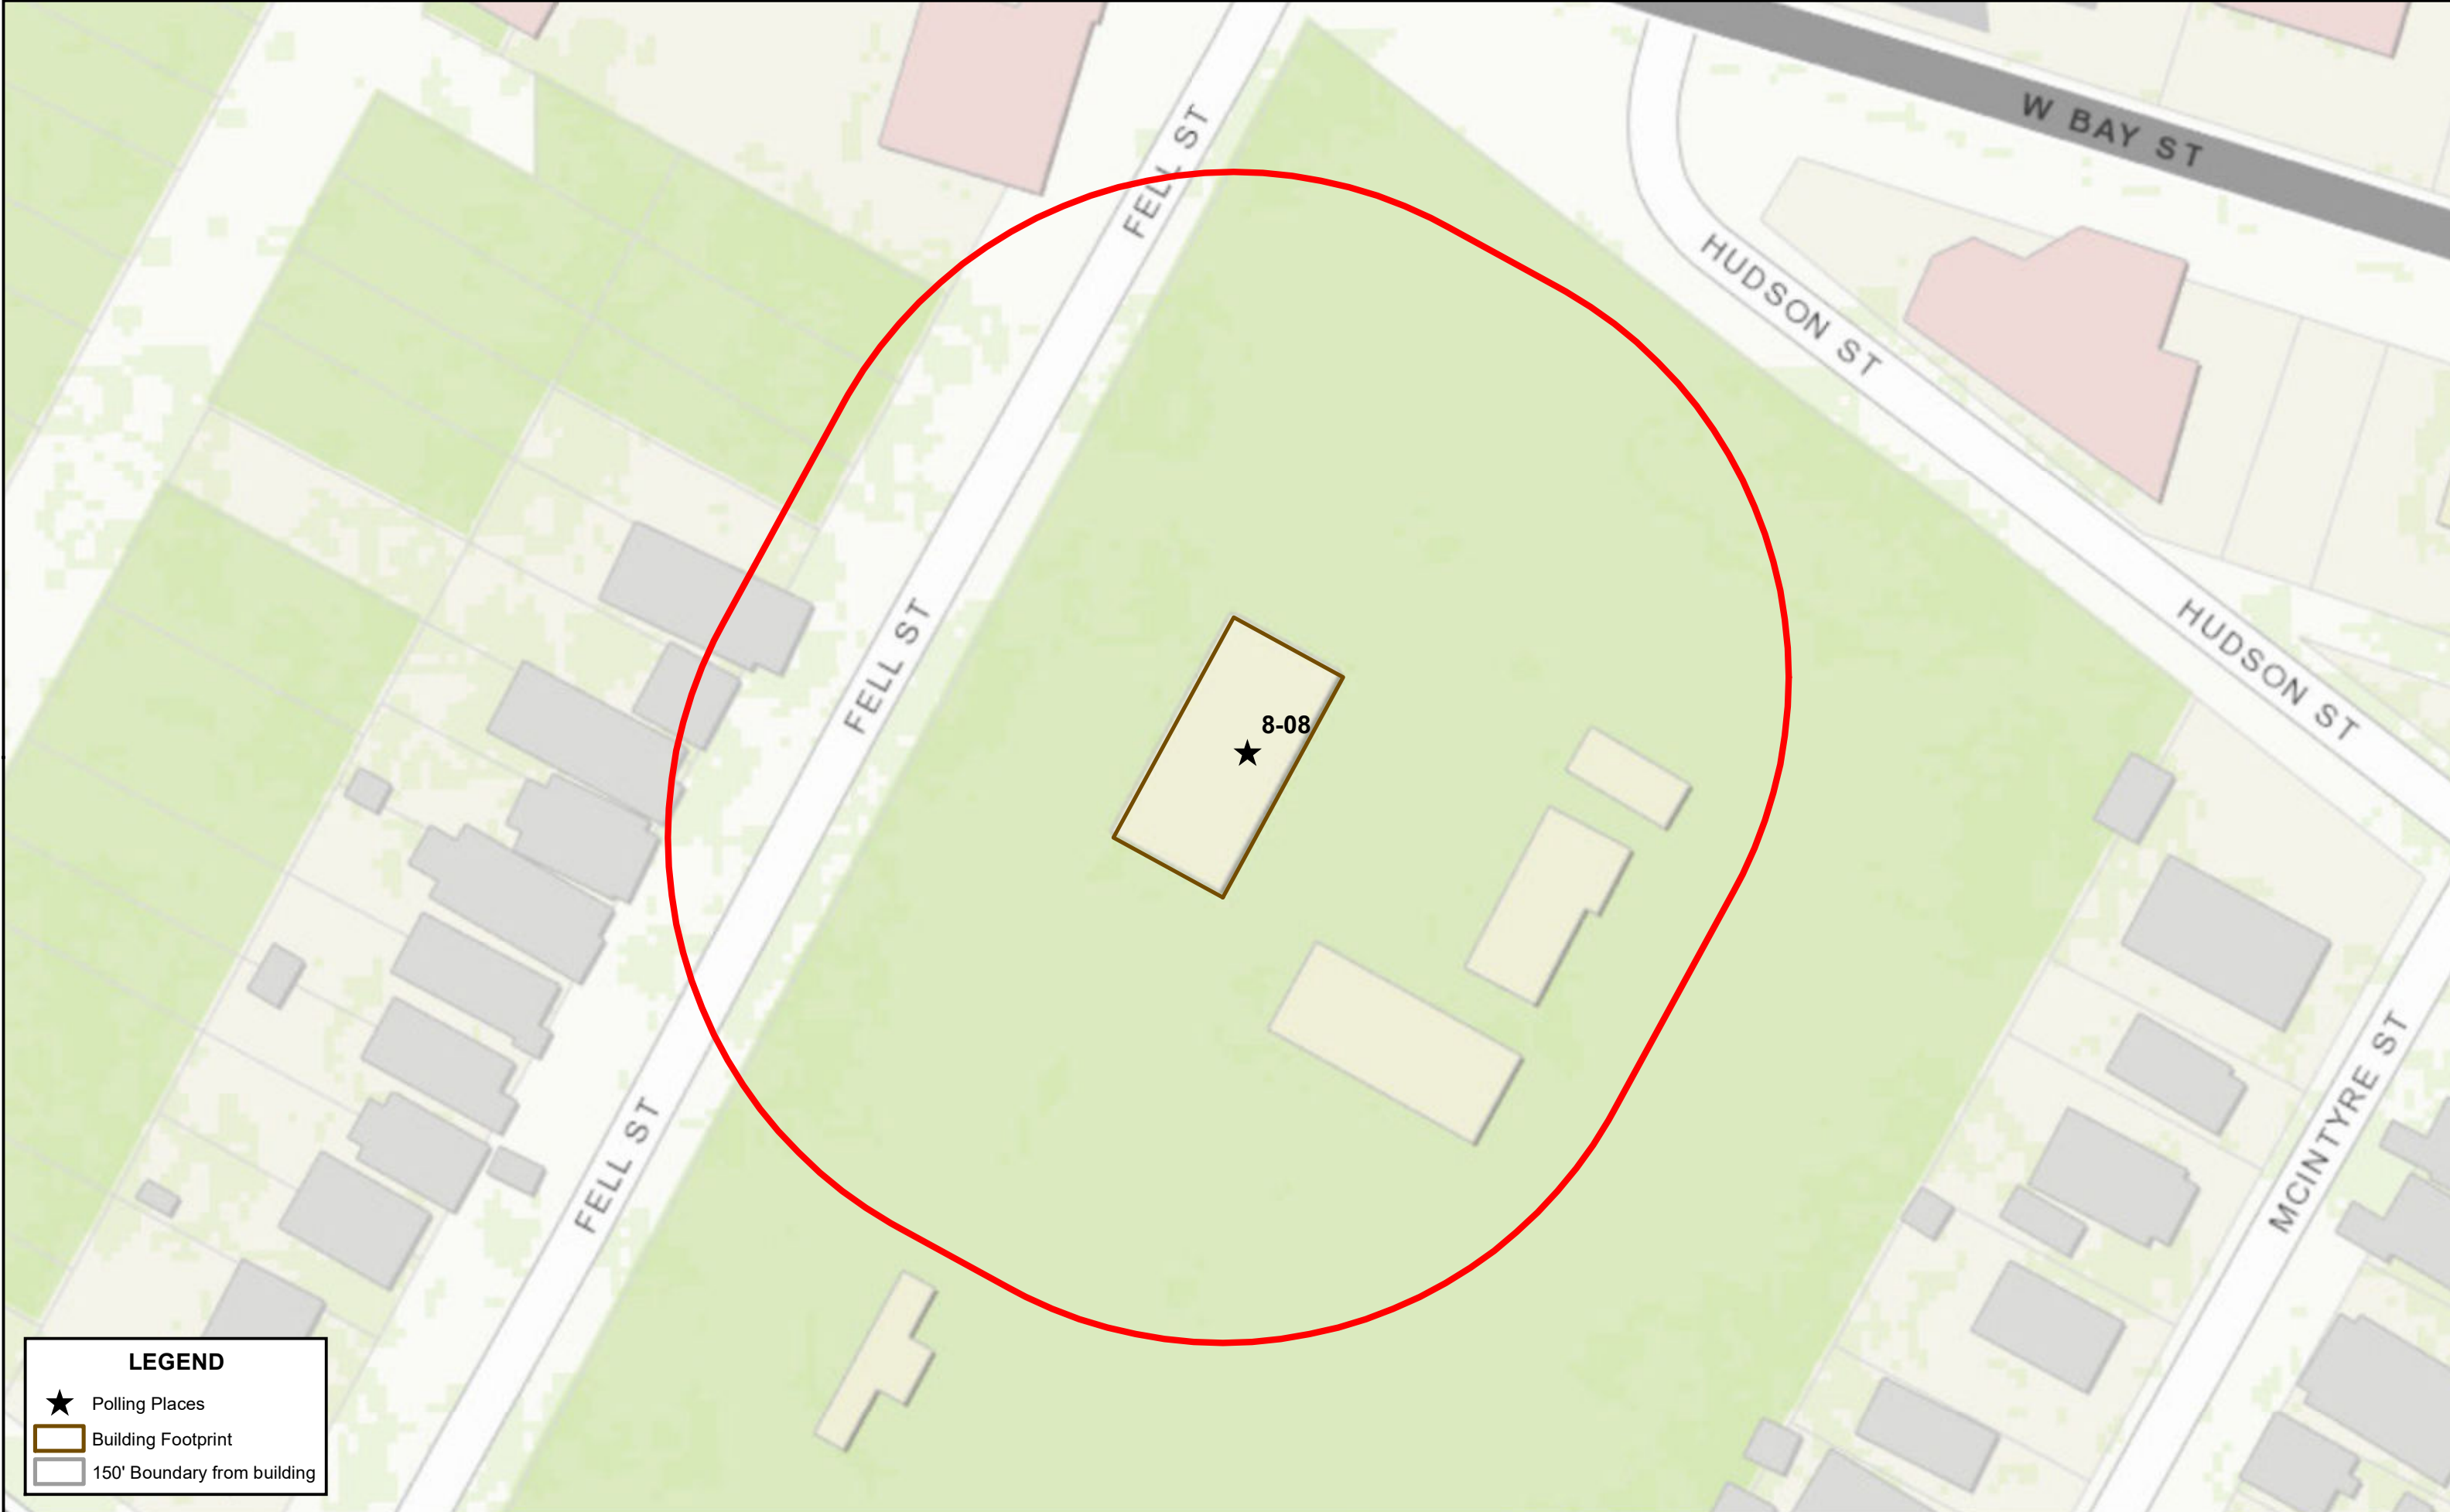 W BAY ST
FELL ST
HUDSON ST
FELL ST
HUDSON ST
8-08
FELL ST
MCINTYRE ST
LEGEND
Polling Places
Building Footprint
150' Boundary from building